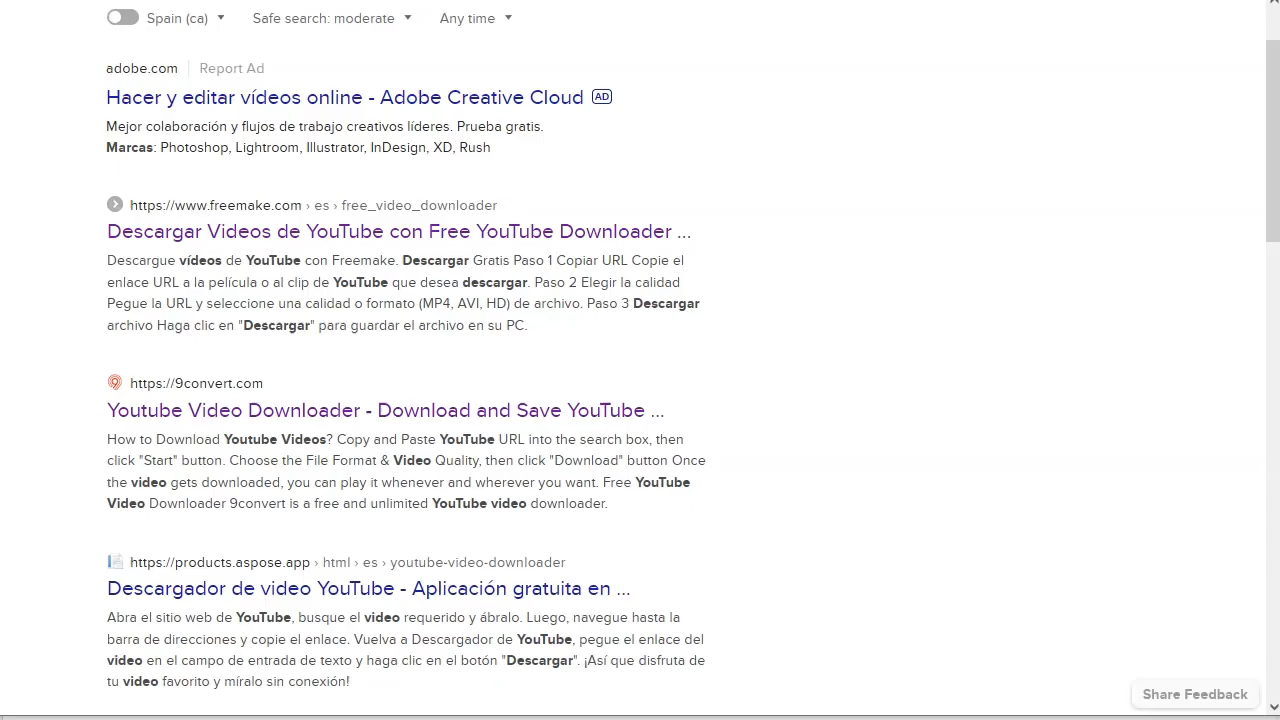 Spain (ca) Safe search: moderate Any time
adobe.com Report Ad
Hacer y editar vídeos online - Adobe Creative Cloud AD
Mejor colaboración y flujos de trabajo creativos líderes. Prueba gratis.
Marcas: Photoshop, Lightroom, Illustrator, InDesign, XD, Rush
https://www.freemake.com › es › free_video_downloader
Descargar Videos de YouTube con Free YouTube Downloader ...
Descargue vídeos de YouTube con Freemake. Descargar Gratis Paso 1 Copiar URL Copie el
enlace URL a la película o al clip de YouTube que desea descargar. Paso 2 Elegir la calidad
Pegue la URL y seleccione una calidad o formato (MP4, AVI, HD) de archivo. Paso 3 Descargar
archivo Haga clic en "Descargar" para guardar el archivo en su PC.
https://9convert.com
Youtube Video Downloader - Download and Save YouTube ...
How to Download Youtube Videos? Copy and Paste YouTube URL into the search box, then
click "Start" button. Choose the File Format & Video Quality, then click "Download" button Once
the video gets downloaded, you can play it whenever and wherever you want. Free YouTube
Video Downloader 9convert is a free and unlimited YouTube video downloader.
https://products.aspose.app › html › es › youtube-video-downloader
Descargador de video YouTube - Aplicación gratuita en ...
Abra el sitio web de YouTube, busque el video requerido y ábralo. Luego, navegue hasta la
barra de direcciones y copie el enlace. Vuelva a Descargador de YouTube, pegue el enlace del
video en el campo de entrada de texto y haga clic en el botón "Descargar". ¡Así que disfruta de
tu video favorito y míralo sin conexión!
Share Feedback